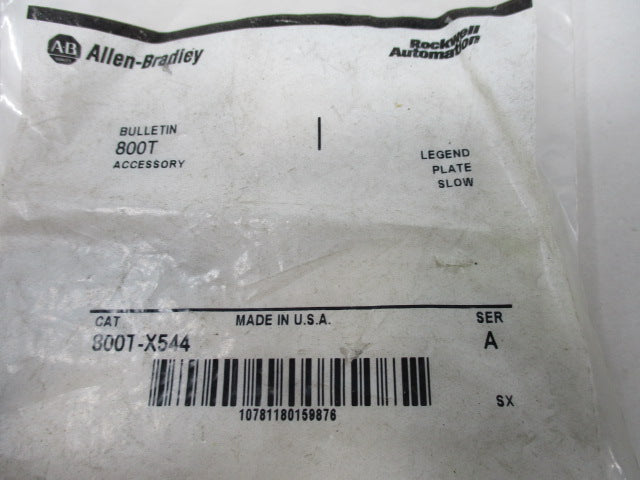 AB Allen-Bradley
Rockwell
Automation
BULLETIN
800T
ACCESSORY
LEGEND
PLATE
SLOW
CAT MADE IN U.S.A. SER
800T-X544 A
10781180159876
SX